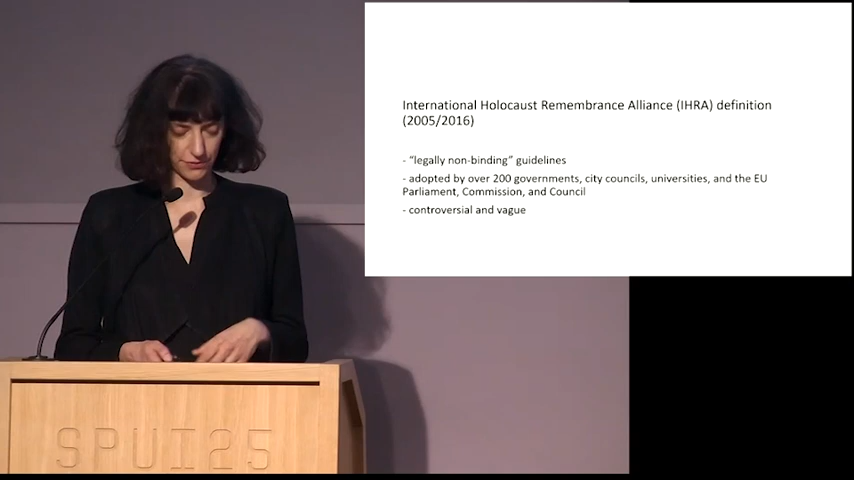 International Holocaust Remembrance Alliance (IHRA) definition
(2005/2016)
- “legally non-binding” guidelines
- adopted by over 200 governments, city councils, universities, and the EU
Parliament, Commission, and Council
- controversial and vague
SPUI25